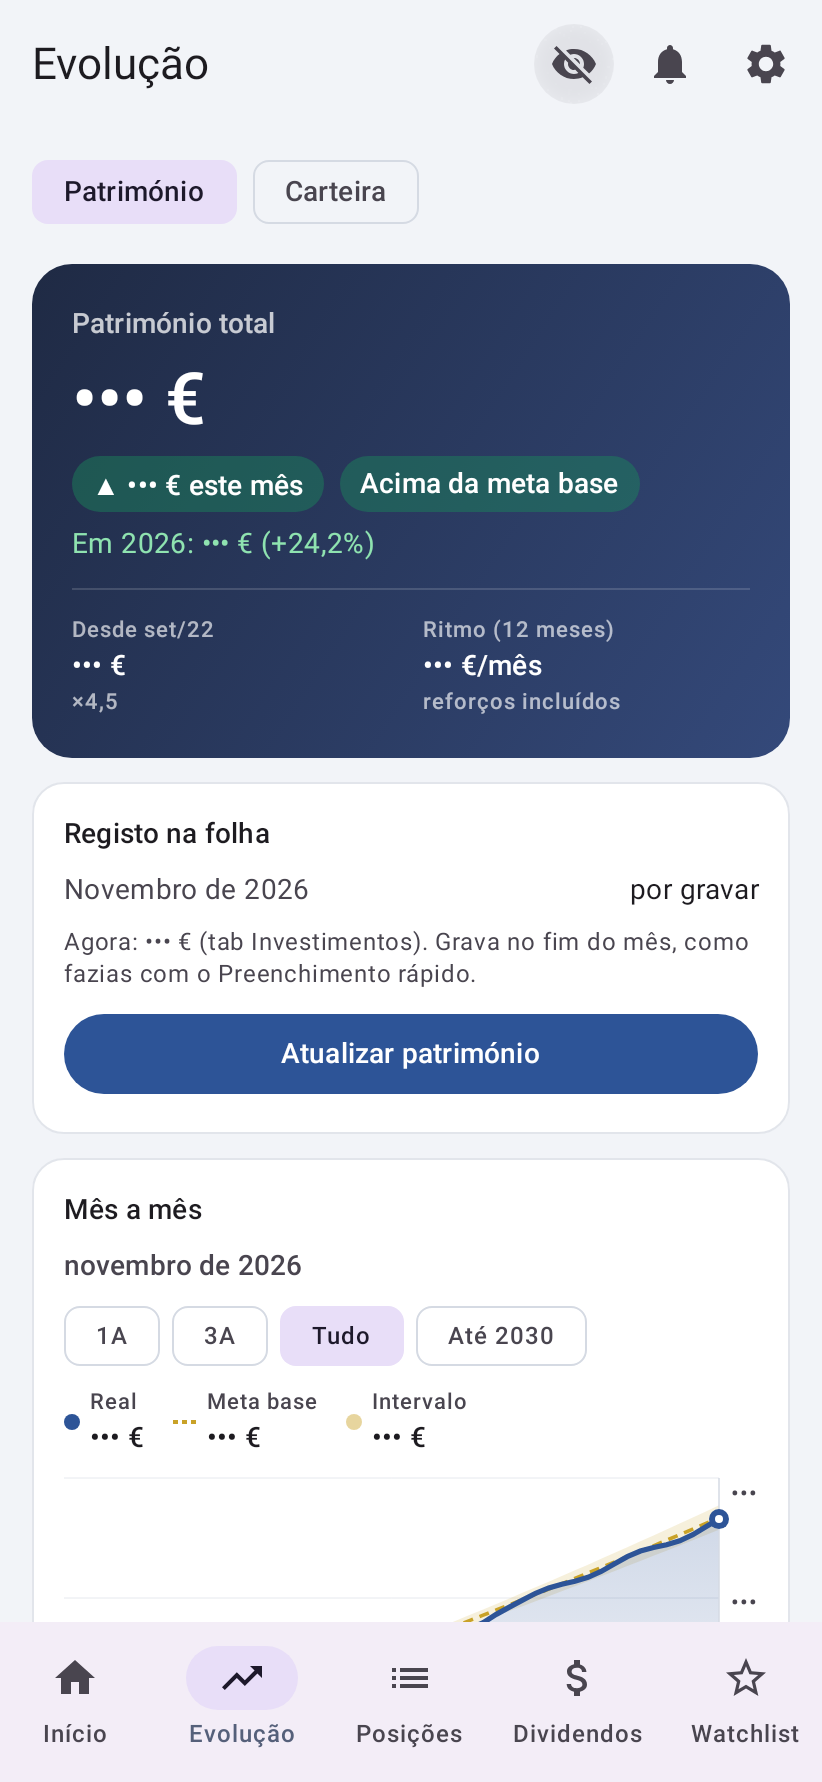 Evolução
Património
Carteira
Património total
••• €
▲ ••• € este mês
Acima da meta base
Em 2026: ••• € (+24,2%)
Desde set/22
••• €
×4,5
Ritmo (12 meses)
••• €/mês
reforços incluídos
Registo na folha
Novembro de 2026
por gravar
Agora: ••• € (tab Investimentos). Grava no fim do mês, como
fazias com o Preenchimento rápido.
Atualizar património
Mês a mês
novembro de 2026
1A
3A
Tudo
Até 2030
Real
••• €
Meta base
••• €
Intervalo
••• €
•••
•••
Início
Evolução
Posições
Dividendos
Watchlist